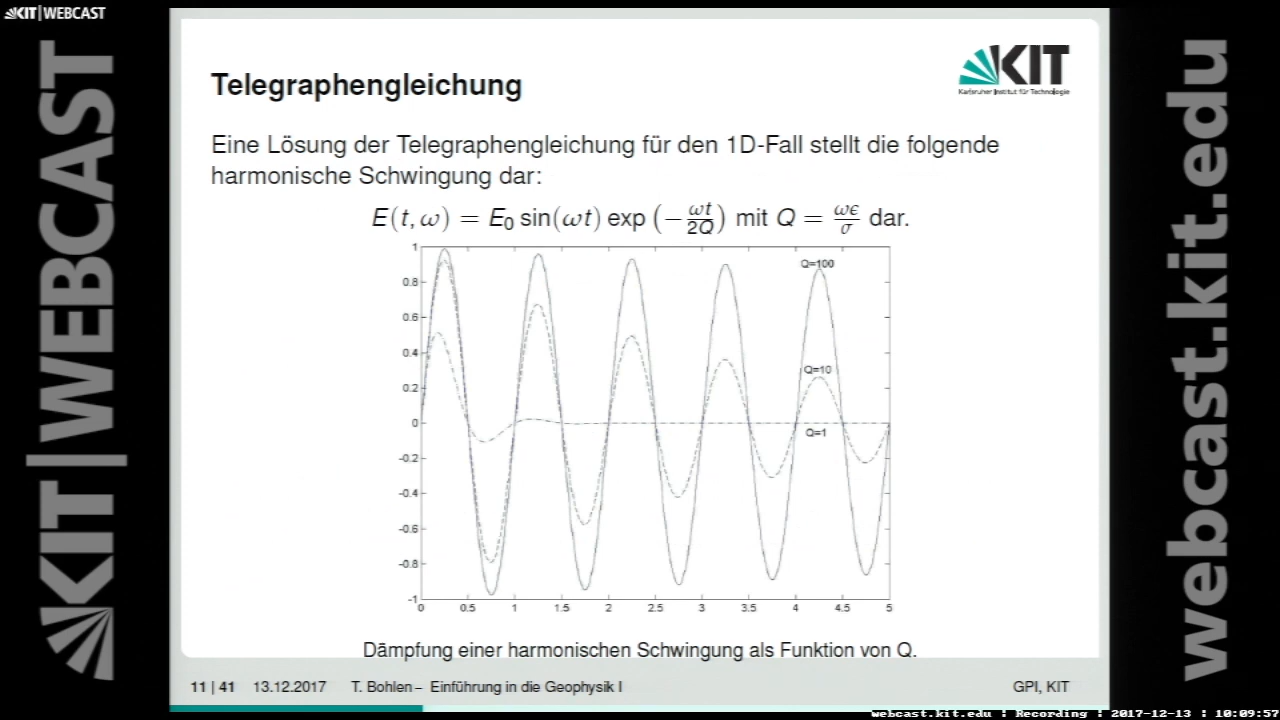 KIT|WEBCAST
KIT|WEBCAST
webcast.kit.edu
KIT
Karlsruher Institut für Technologie
Telegraphengleichung
Eine Lösung der Telegraphengleichung für den 1D-Fall stellt die folgende
harmonische Schwingung dar:
E(t, ω) = E₀ sin(ωt) exp (−ωt/2Q) mit Q = ωϵ/σ dar.
1
0.8
0.6
0.4
0.2
0
-0.2
-0.4
-0.6
-0.8
-1
Q=100
Q=10
Q=1
0 0.5 1 1.5 2 2.5 3 3.5 4 4.5 5
Dämpfung einer harmonischen Schwingung als Funktion von Q.
11 | 41 13.12.2017 T. Bohlen – Einführung in die Geophysik I GPI, KIT
webcast.kit.edu : Recording : 2017-12-13 : 10:09:57